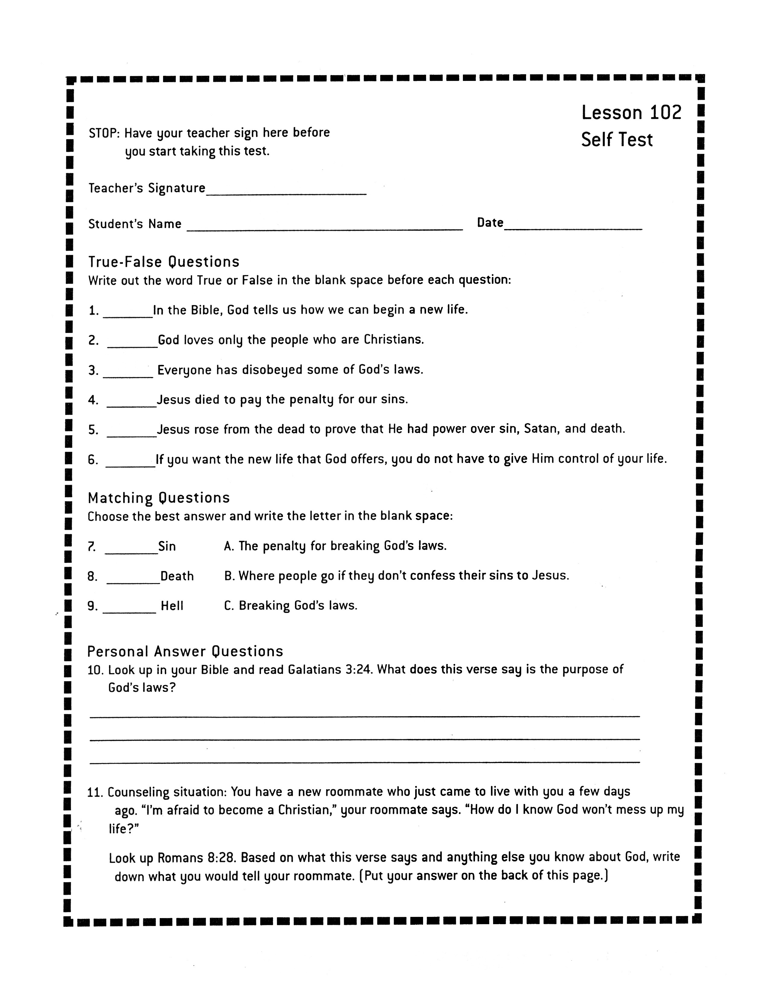 Lesson 102
Self Test
STOP: Have your teacher sign here before
you start taking this test.
Teacher's Signature____________________
Student's Name ____________________ Date____________________
True-False Questions
Write out the word True or False in the blank space before each question:
1. _______In the Bible, God tells us how we can begin a new life.
2. _______God loves only the people who are Christians.
3. _______ Everyone has disobeyed some of God's laws.
4. _______Jesus died to pay the penalty for our sins.
5. _______Jesus rose from the dead to prove that He had power over sin, Satan, and death.
6. _______If you want the new life that God offers, you do not have to give Him control of your life.
Matching Questions
Choose the best answer and write the letter in the blank space:
7. _______Sin A. The penalty for breaking God's laws.
8. _______Death B. Where people go if they don't confess their sins to Jesus.
9. _______ Hell C. Breaking God's laws.
Personal Answer Questions
10. Look up in your Bible and read Galatians 3:24. What does this verse say is the purpose of
God's laws?
11. Counseling situation: You have a new roommate who just came to live with you a few days
ago. “I'm afraid to become a Christian,” your roommate says. “How do I know God won't mess up my
life?”
Look up Romans 8:28. Based on what this verse says and anything else you know about God, write
down what you would tell your roommate. (Put your answer on the back of this page.)